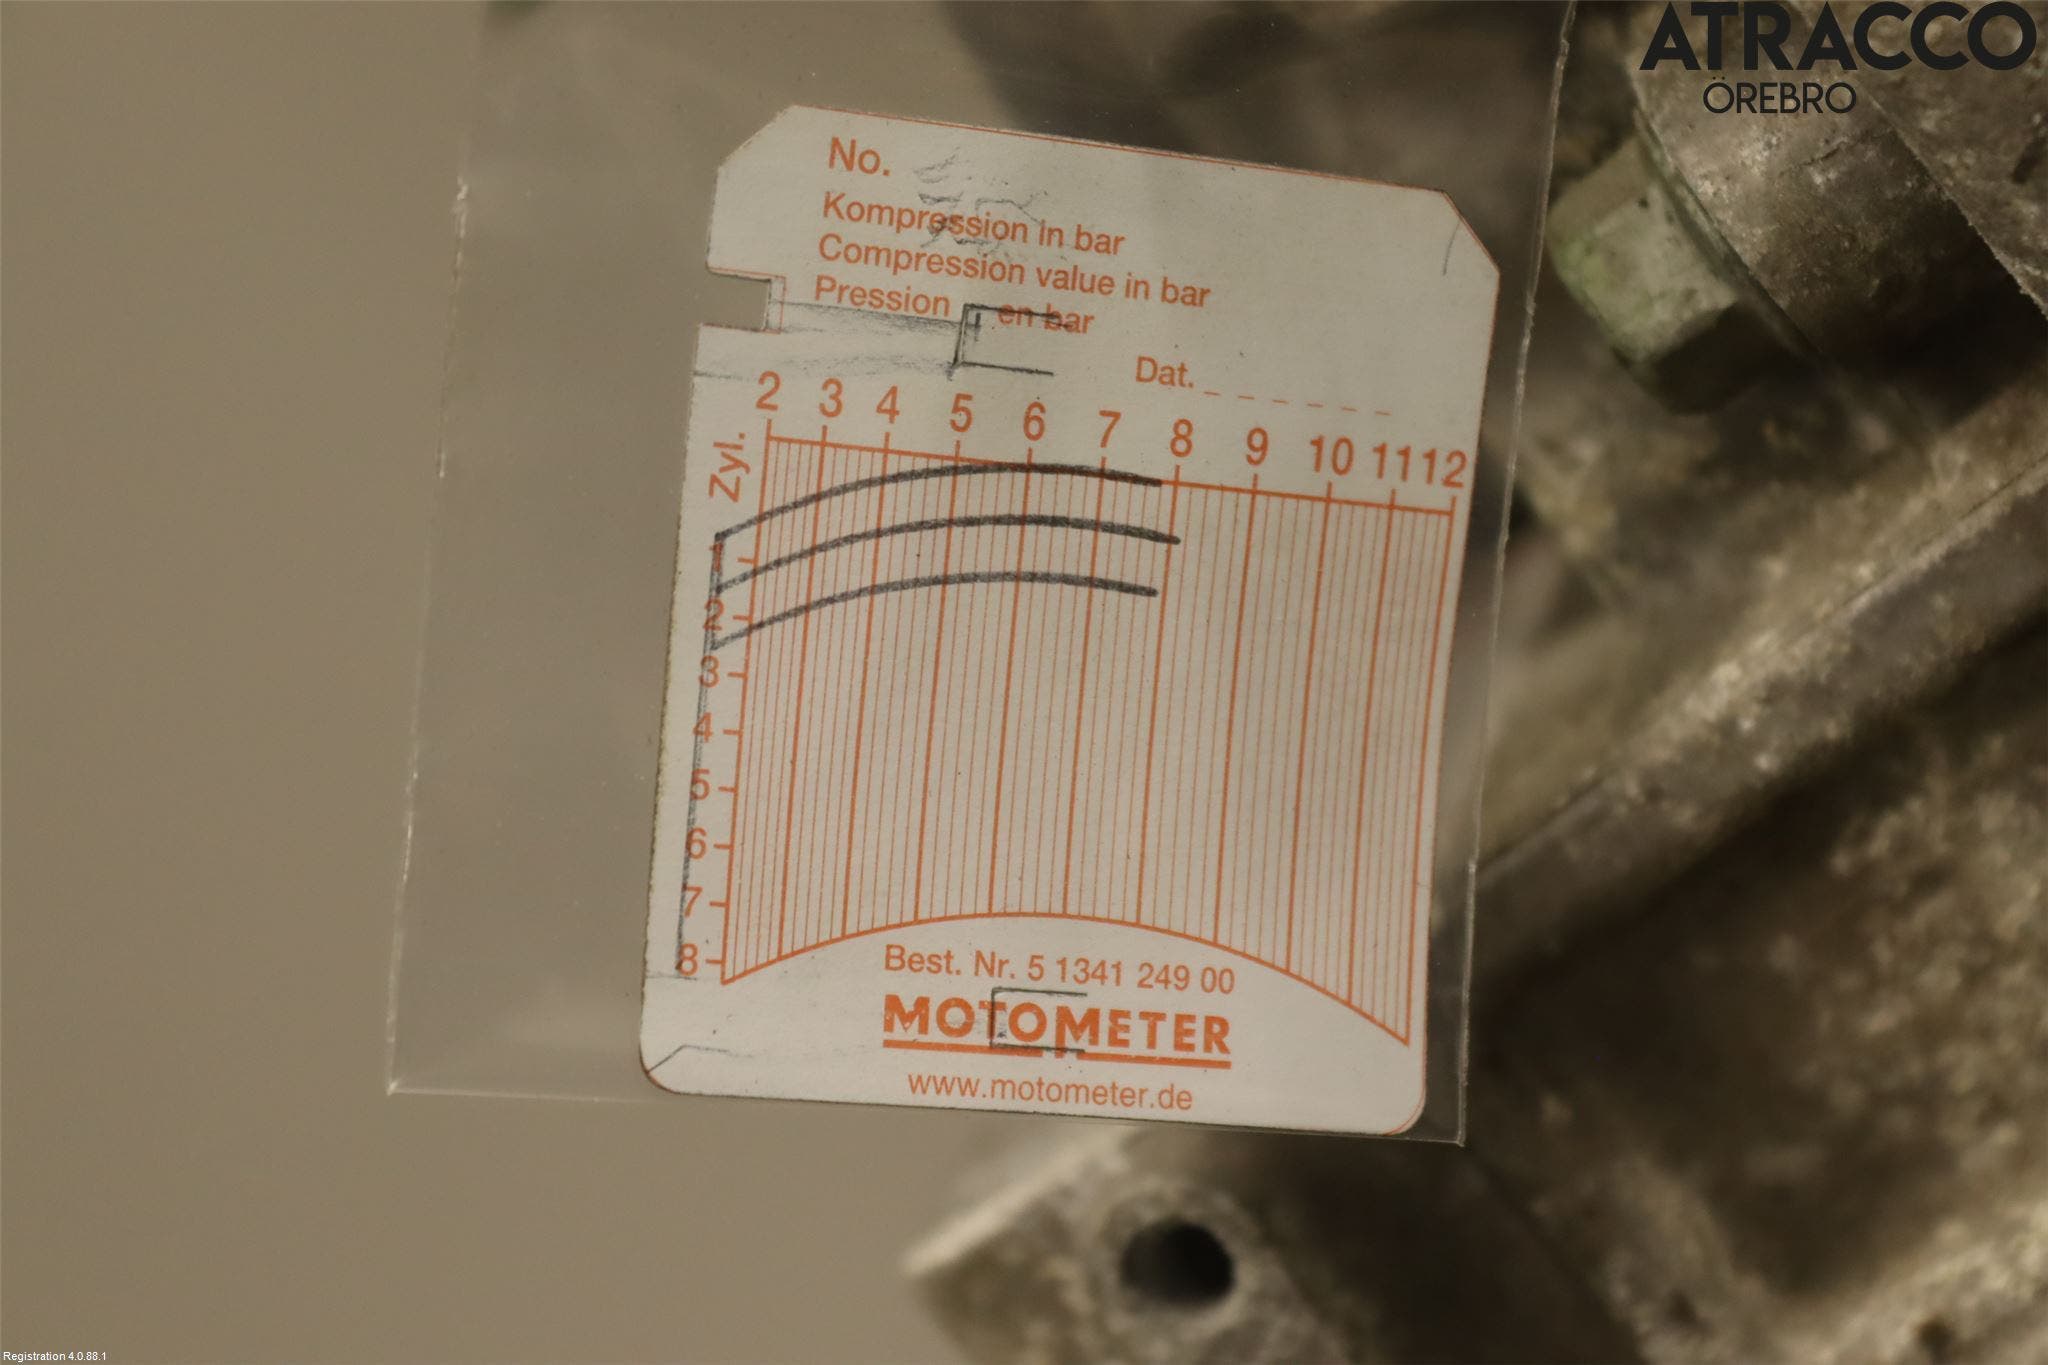 ATRACCO
ÖREBRO
No.
Kompression in bar
Compression value in bar
Pression en bar
Dat.
2 3 4 5 6 7 8 9 10 11 12
Zyl.
1
2
3
4
5
6
7
8
Best. Nr. 5 1341 249 00
MOTOMETER
www.motometer.de
Registration 4.0.88.1